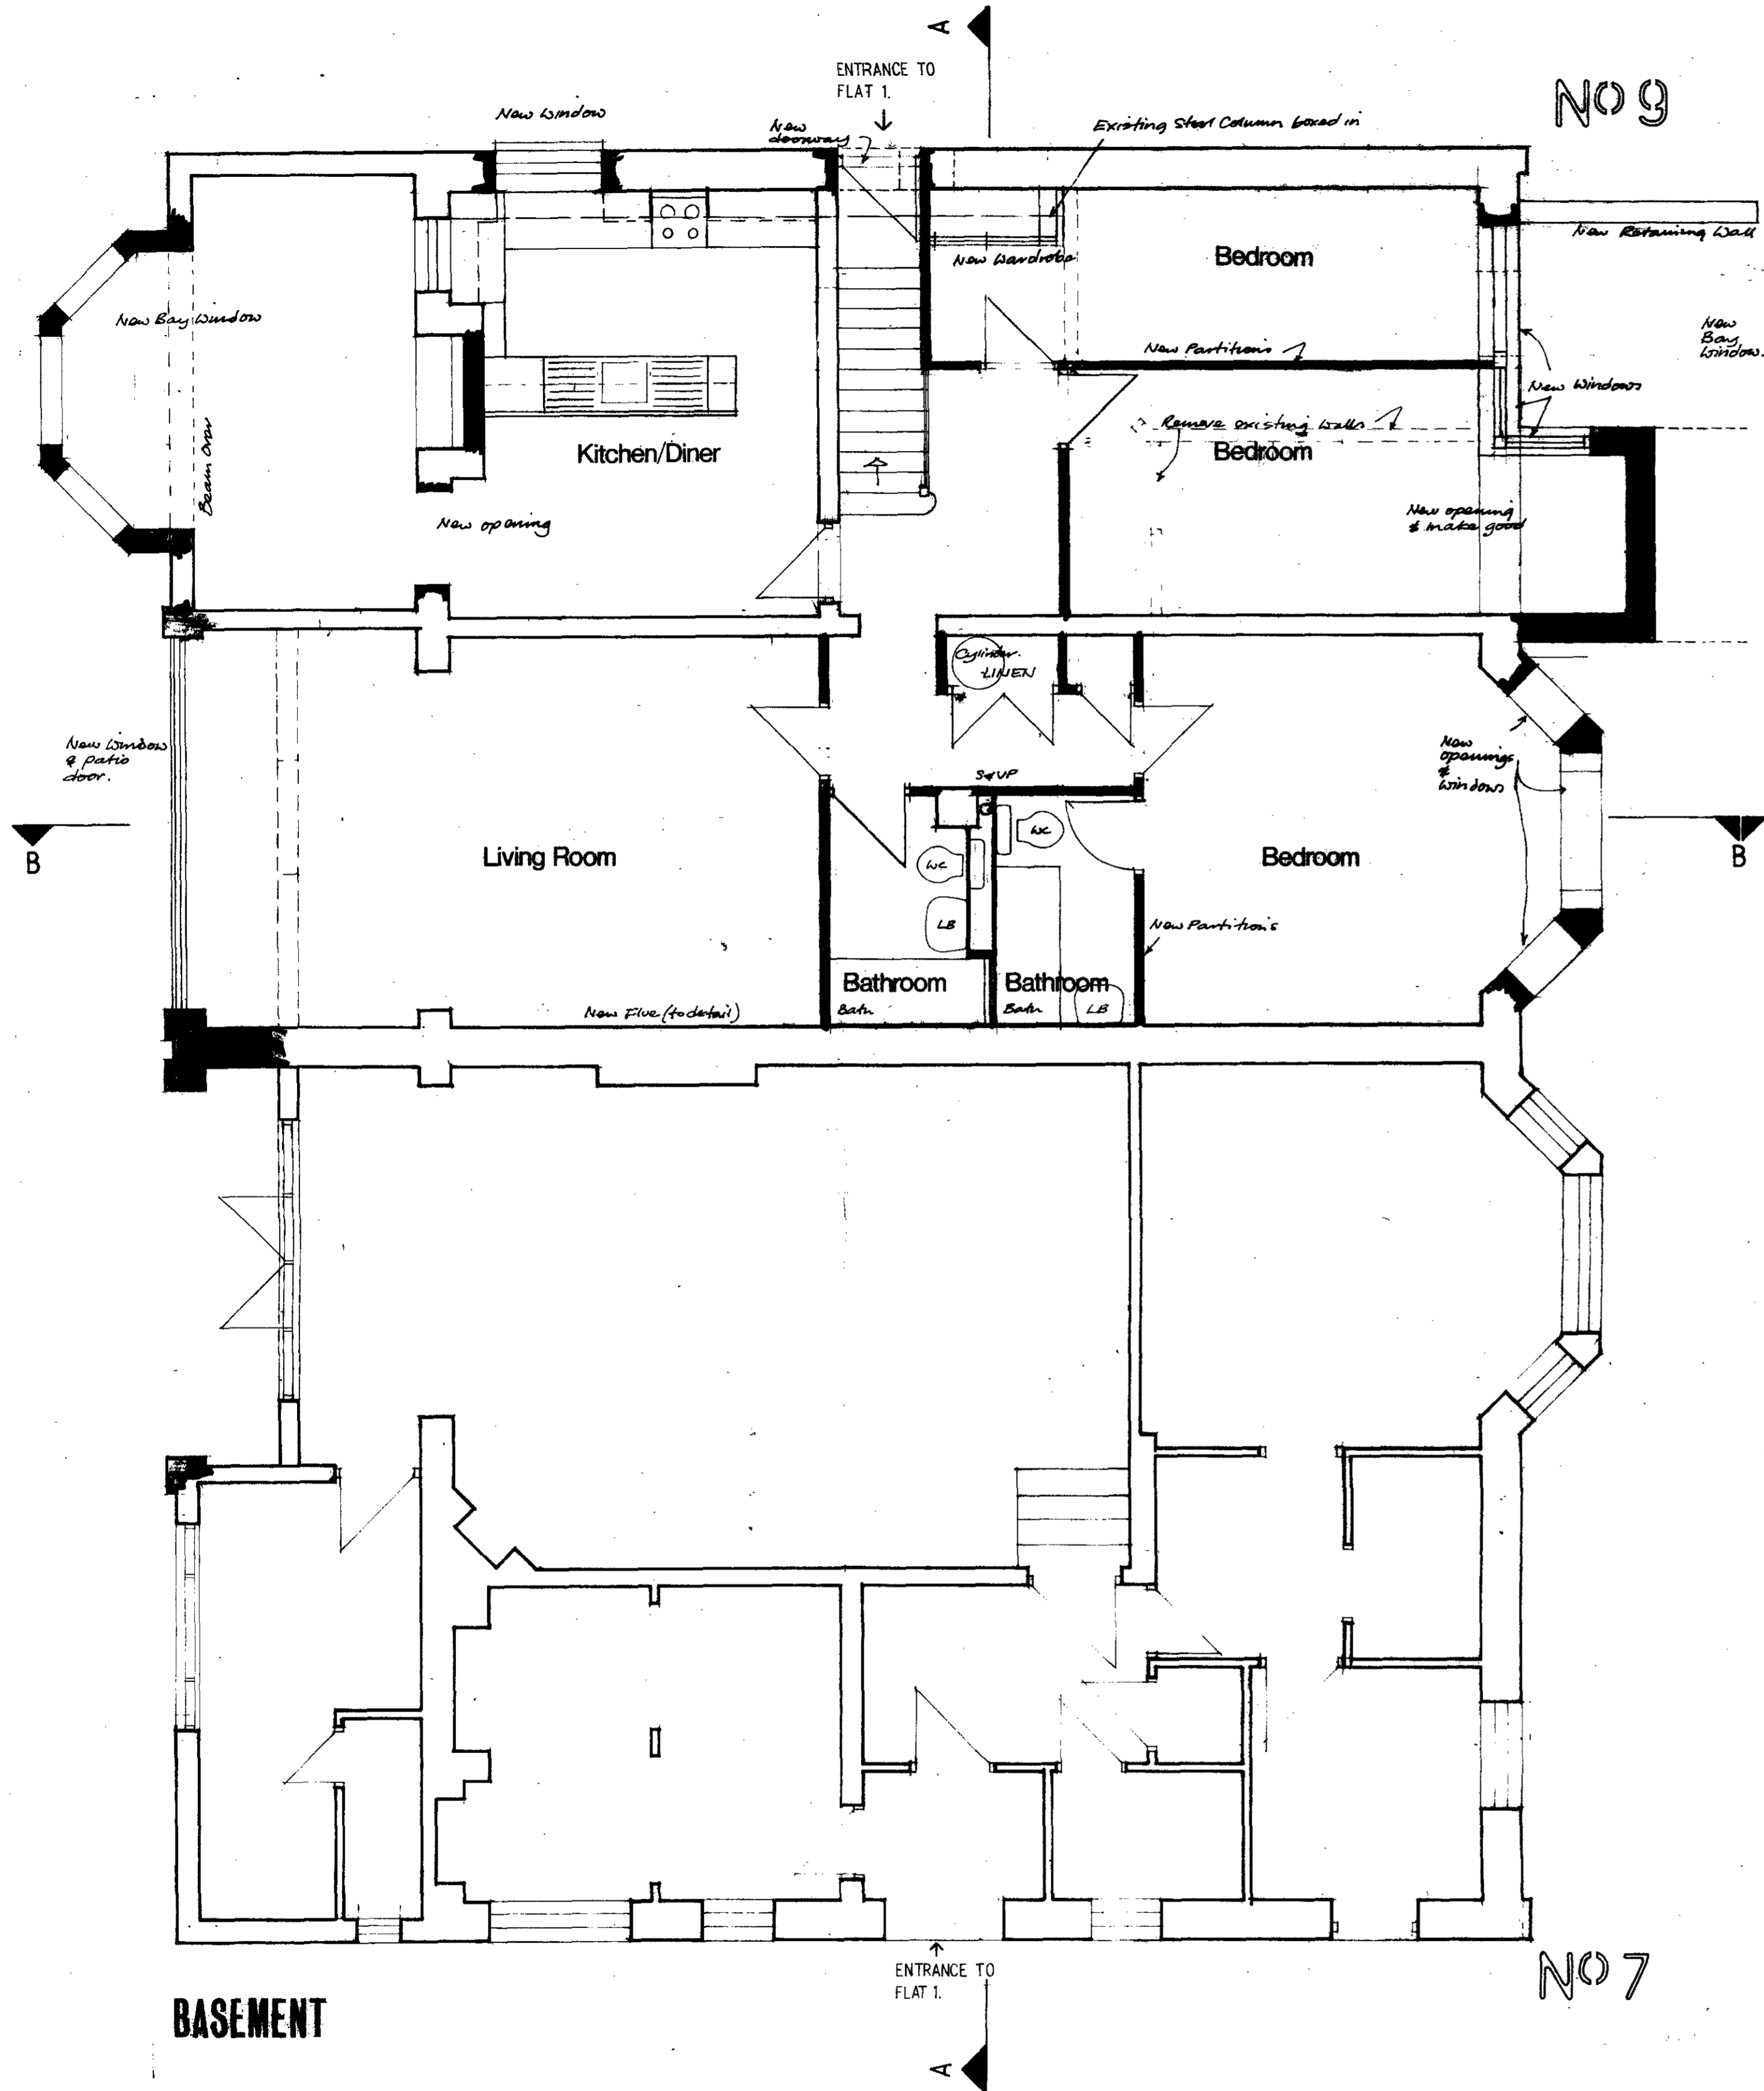 A
ENTRANCE TO
FLAT 1.
No 9
New Window
New
doorway
Existing Steel Column boxed in
New Retaining Wall
New Wardrobe
Bedroom
New Bay Window
New
Bay
Window.
New Partitions
New Windows
Beam over
Remove existing walls
Kitchen/Diner
Bedroom
New opening
New opening
& make good
Cylinder.
LINEN
New Window
& patio
door.
New
openings
&
windows
S&VP
B
Living Room
WC
WC
Bedroom
B
LB
New Partitions
Bathroom
Bathroom
New Flue (to detail)
Bath
Bath
LB
ENTRANCE TO
FLAT 1.
No 7
BASEMENT
A